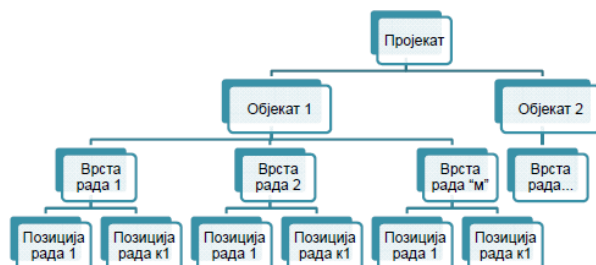 Пројекат
Објекат 1
Објекат 2
Врста
рада 1
Врста
рада 2
Врста
рада “м”
Врста
рада...
Позиција
рада 1
Позиција
рада к1
Позиција
рада 1
Позиција
рада к1
Позиција
рада 1
Позиција
рада к1